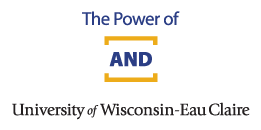 The Power of
AND
University of Wisconsin-Eau Claire